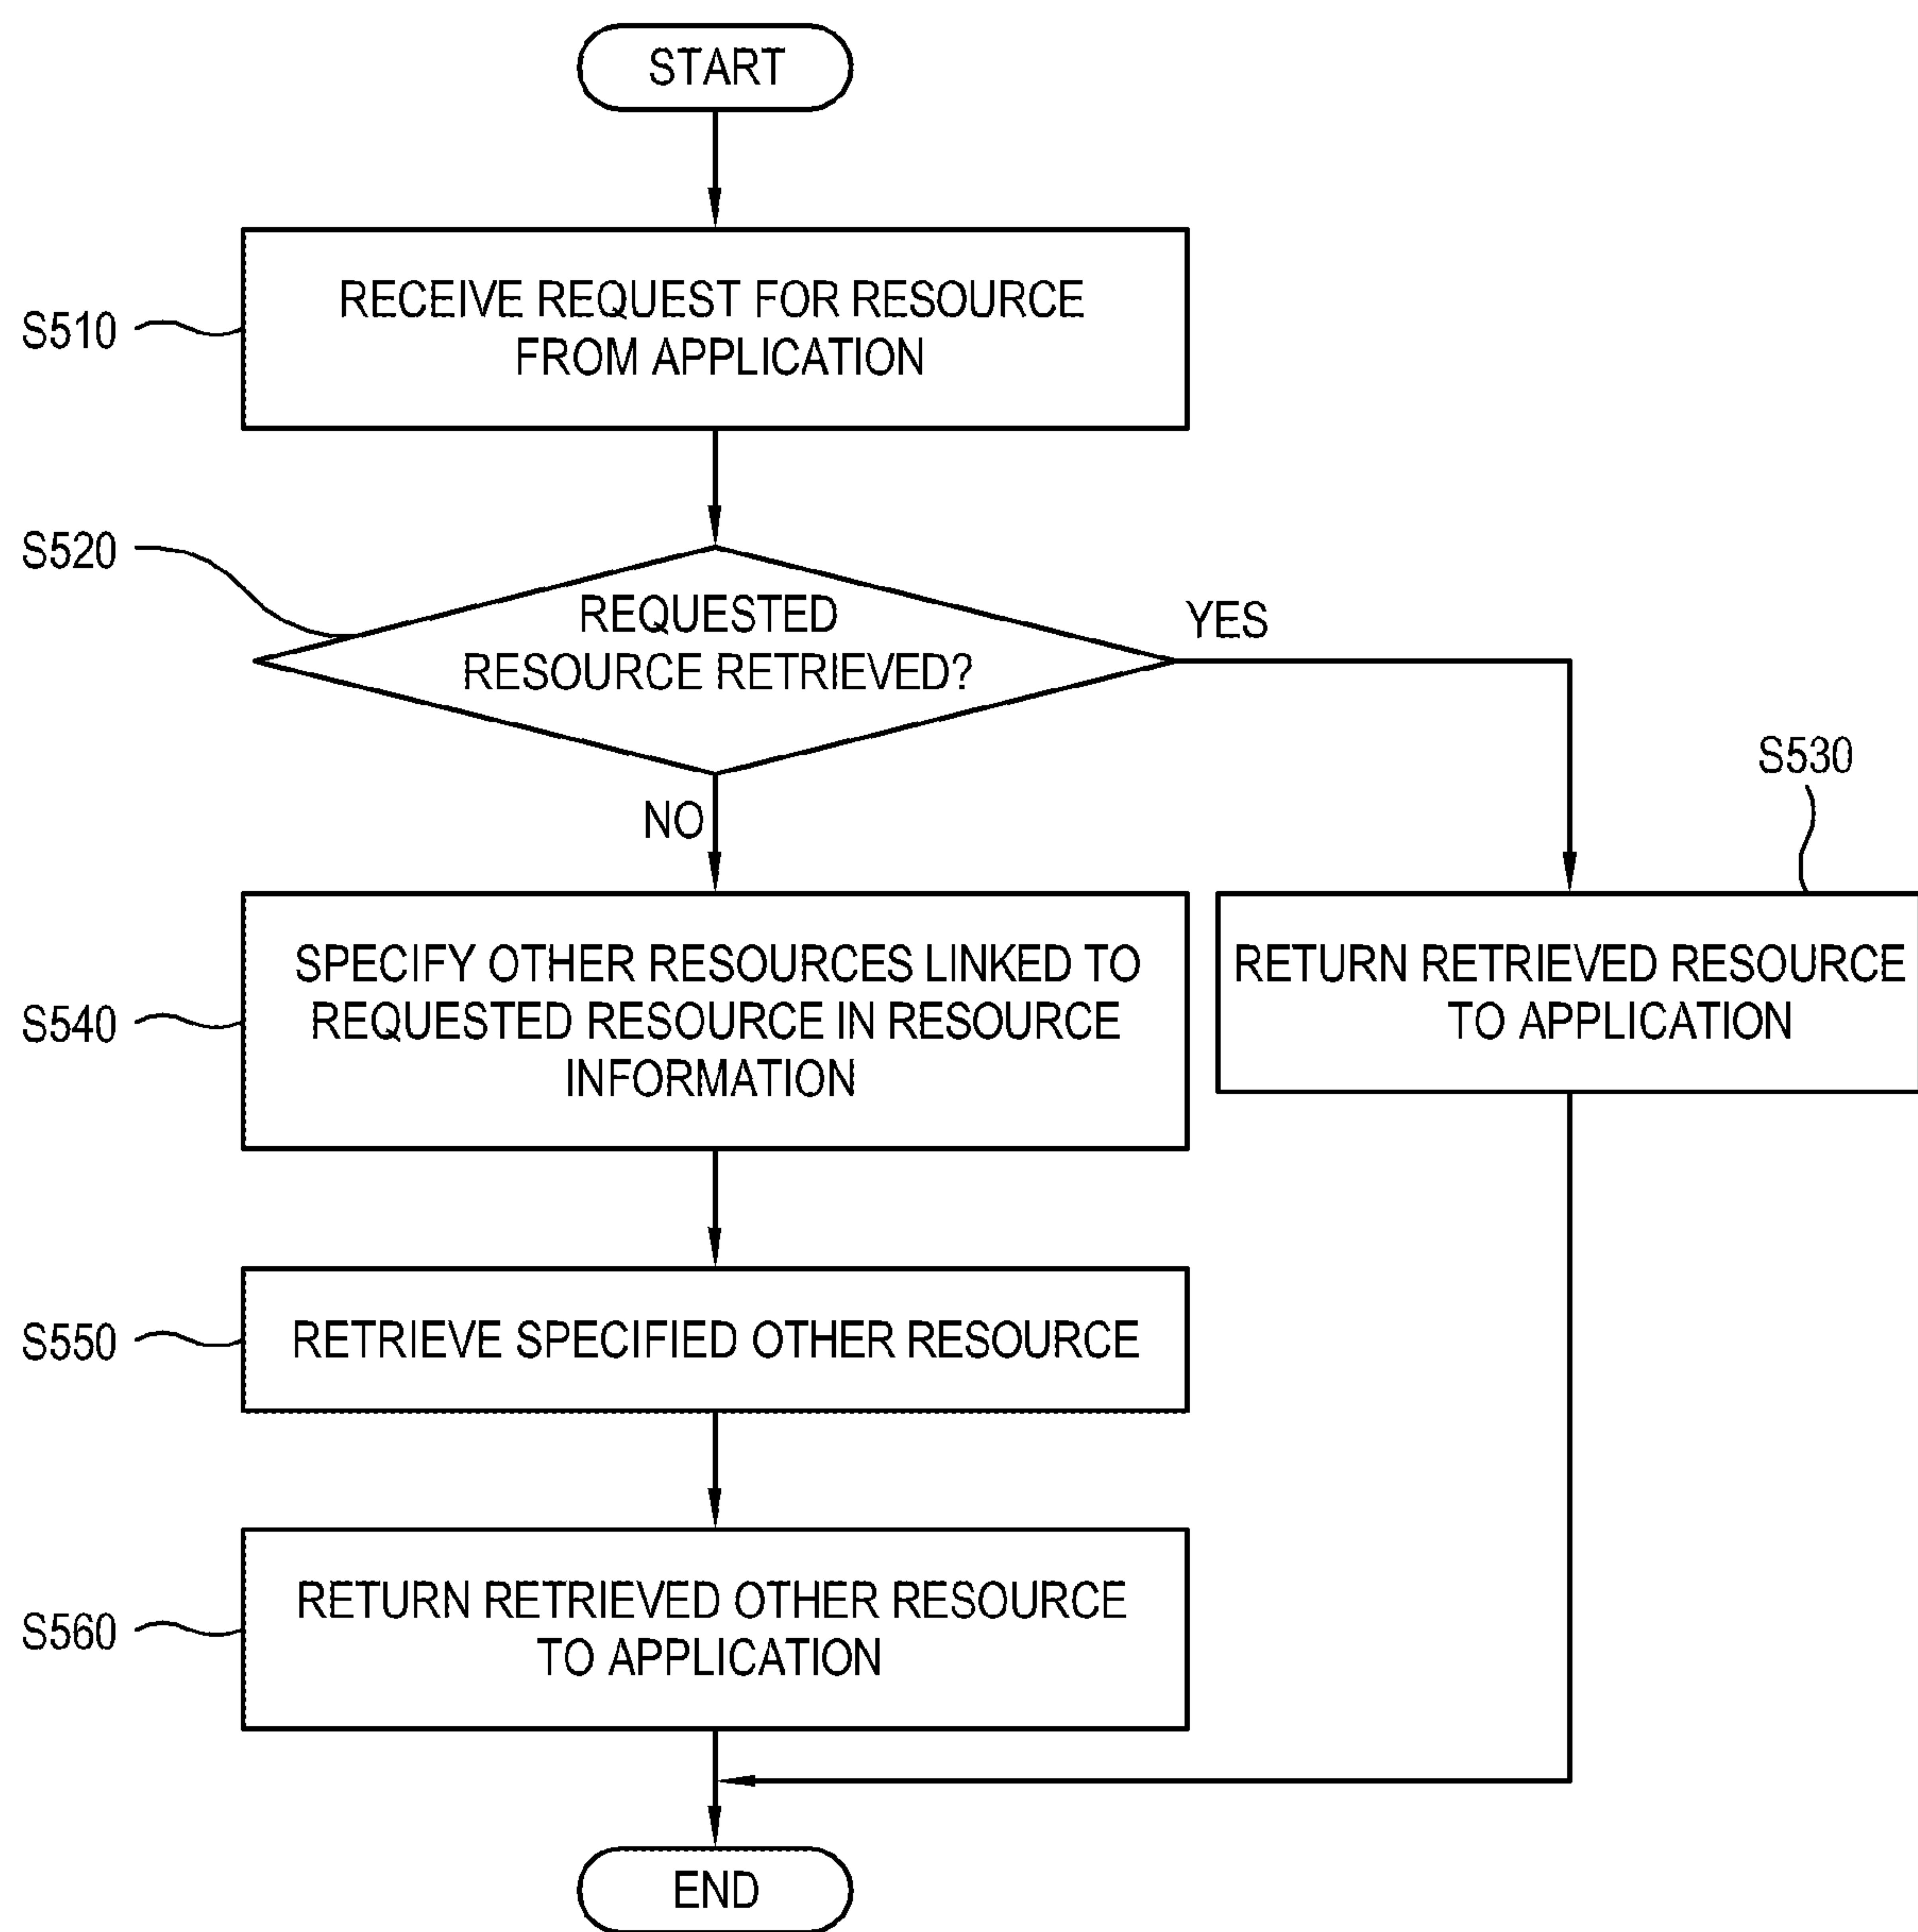 START
S510
RECEIVE REQUEST FOR RESOURCE
FROM APPLICATION
S520
REQUESTED
RESOURCE RETRIEVED?
YES
NO
S530
RETURN RETRIEVED RESOURCE
TO APPLICATION
S540
SPECIFY OTHER RESOURCES LINKED TO
REQUESTED RESOURCE IN RESOURCE
INFORMATION
S550
RETRIEVE SPECIFIED OTHER RESOURCE
S560
RETURN RETRIEVED OTHER RESOURCE
TO APPLICATION
END